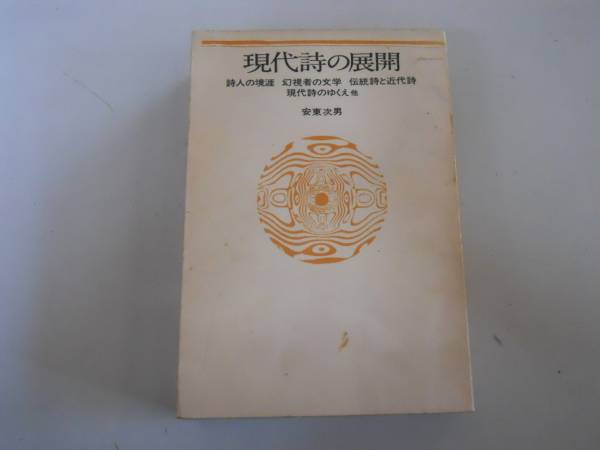 現代詩の展開
詩人の境涯 幻視者の文学 伝統詩と近代詩
現代詩のゆくえ 他
安東次男